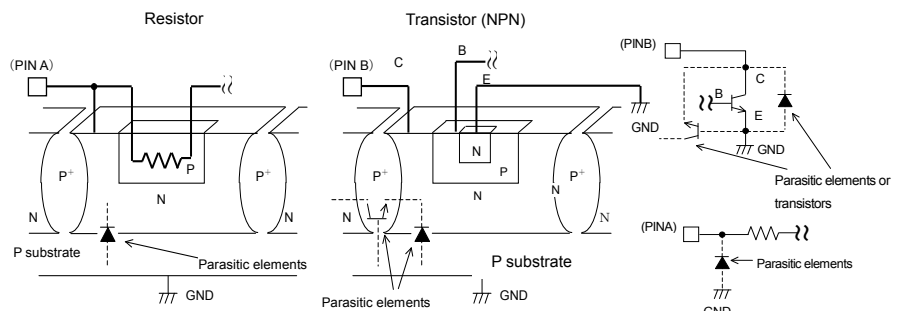 Resistor
(PIN A)
P+
P
P+
N
N
N
P substrate
Parasitic elements
GND
Transistor (NPN)
(PIN B)
C
B
E
GND
P+
N
P
P+
N
N
N
N
P substrate
Parasitic elements
GND
(PINB)
C
B
E
GND
Parasitic elements or
transistors
(PINA)
Parasitic elements
GND